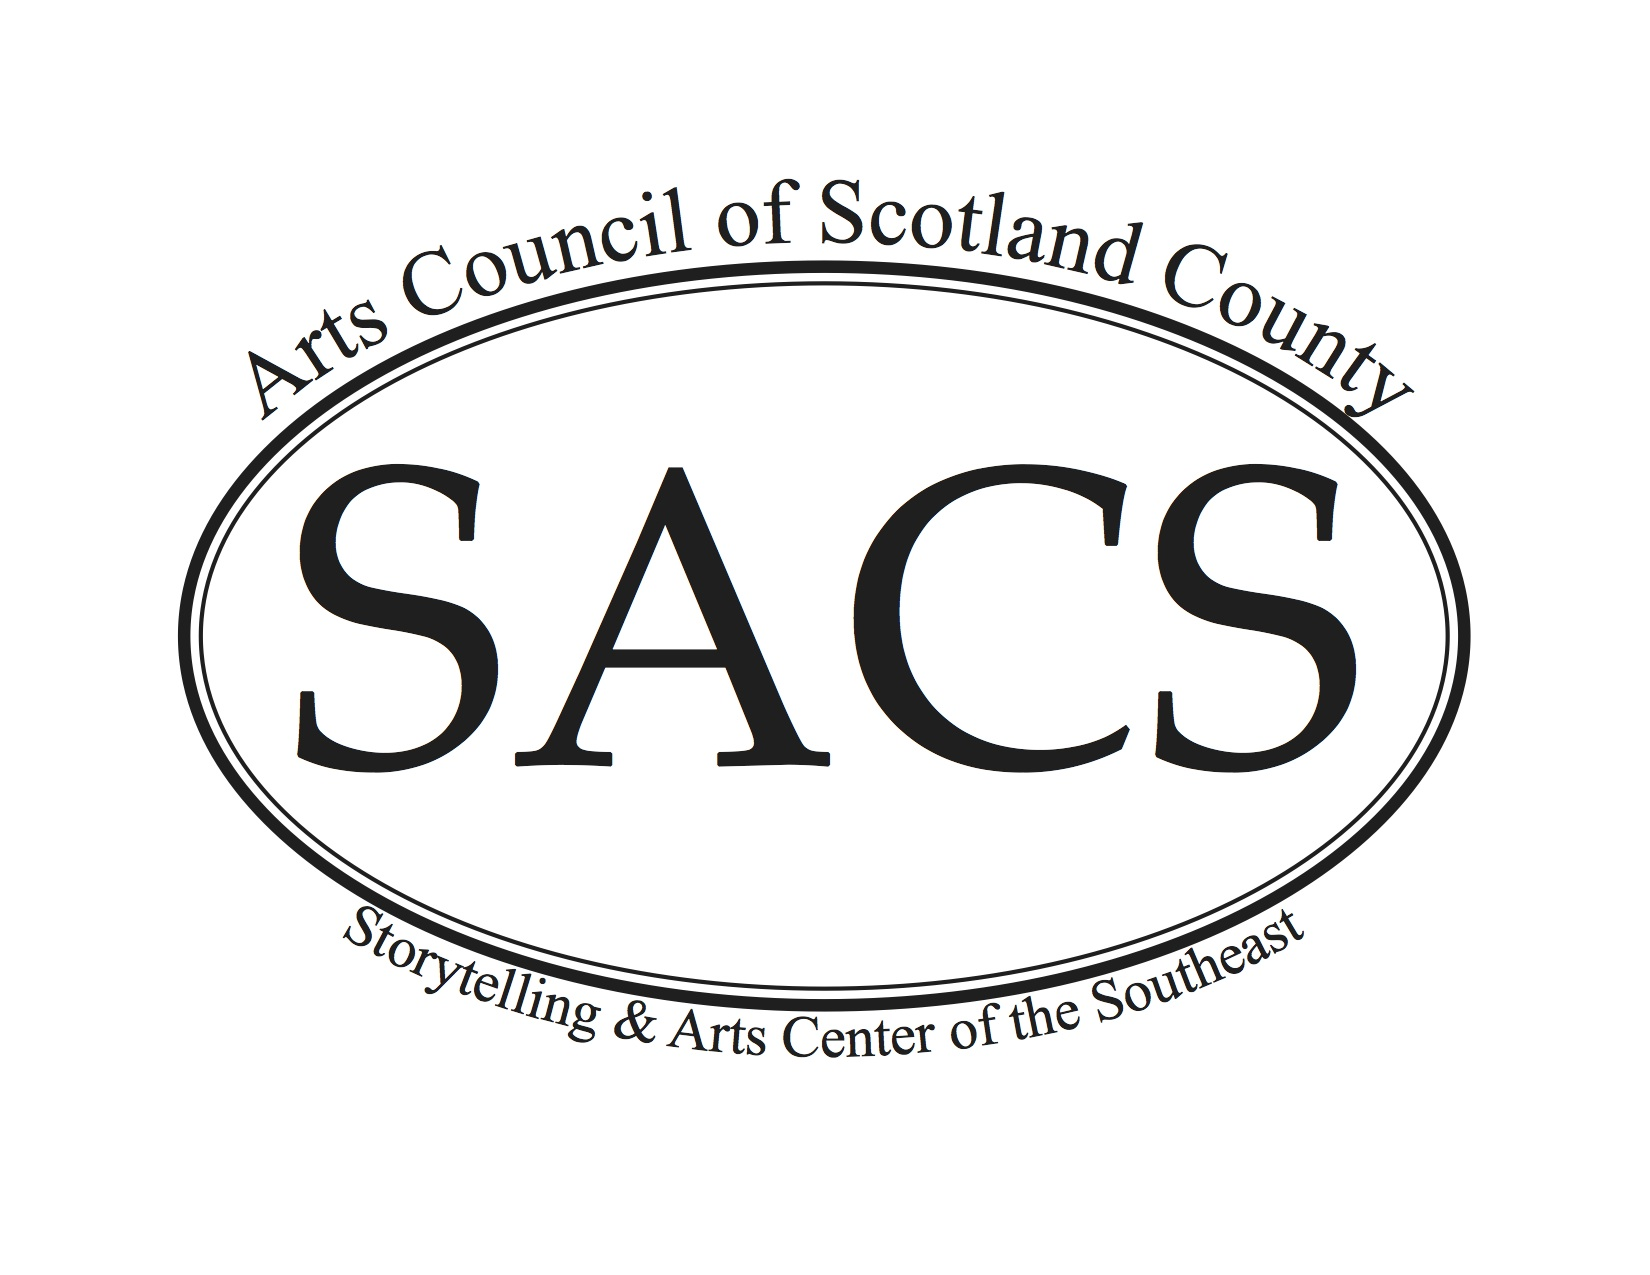 Arts Council of Scotland County
SACS
Storytelling & Arts Center of the Southeast